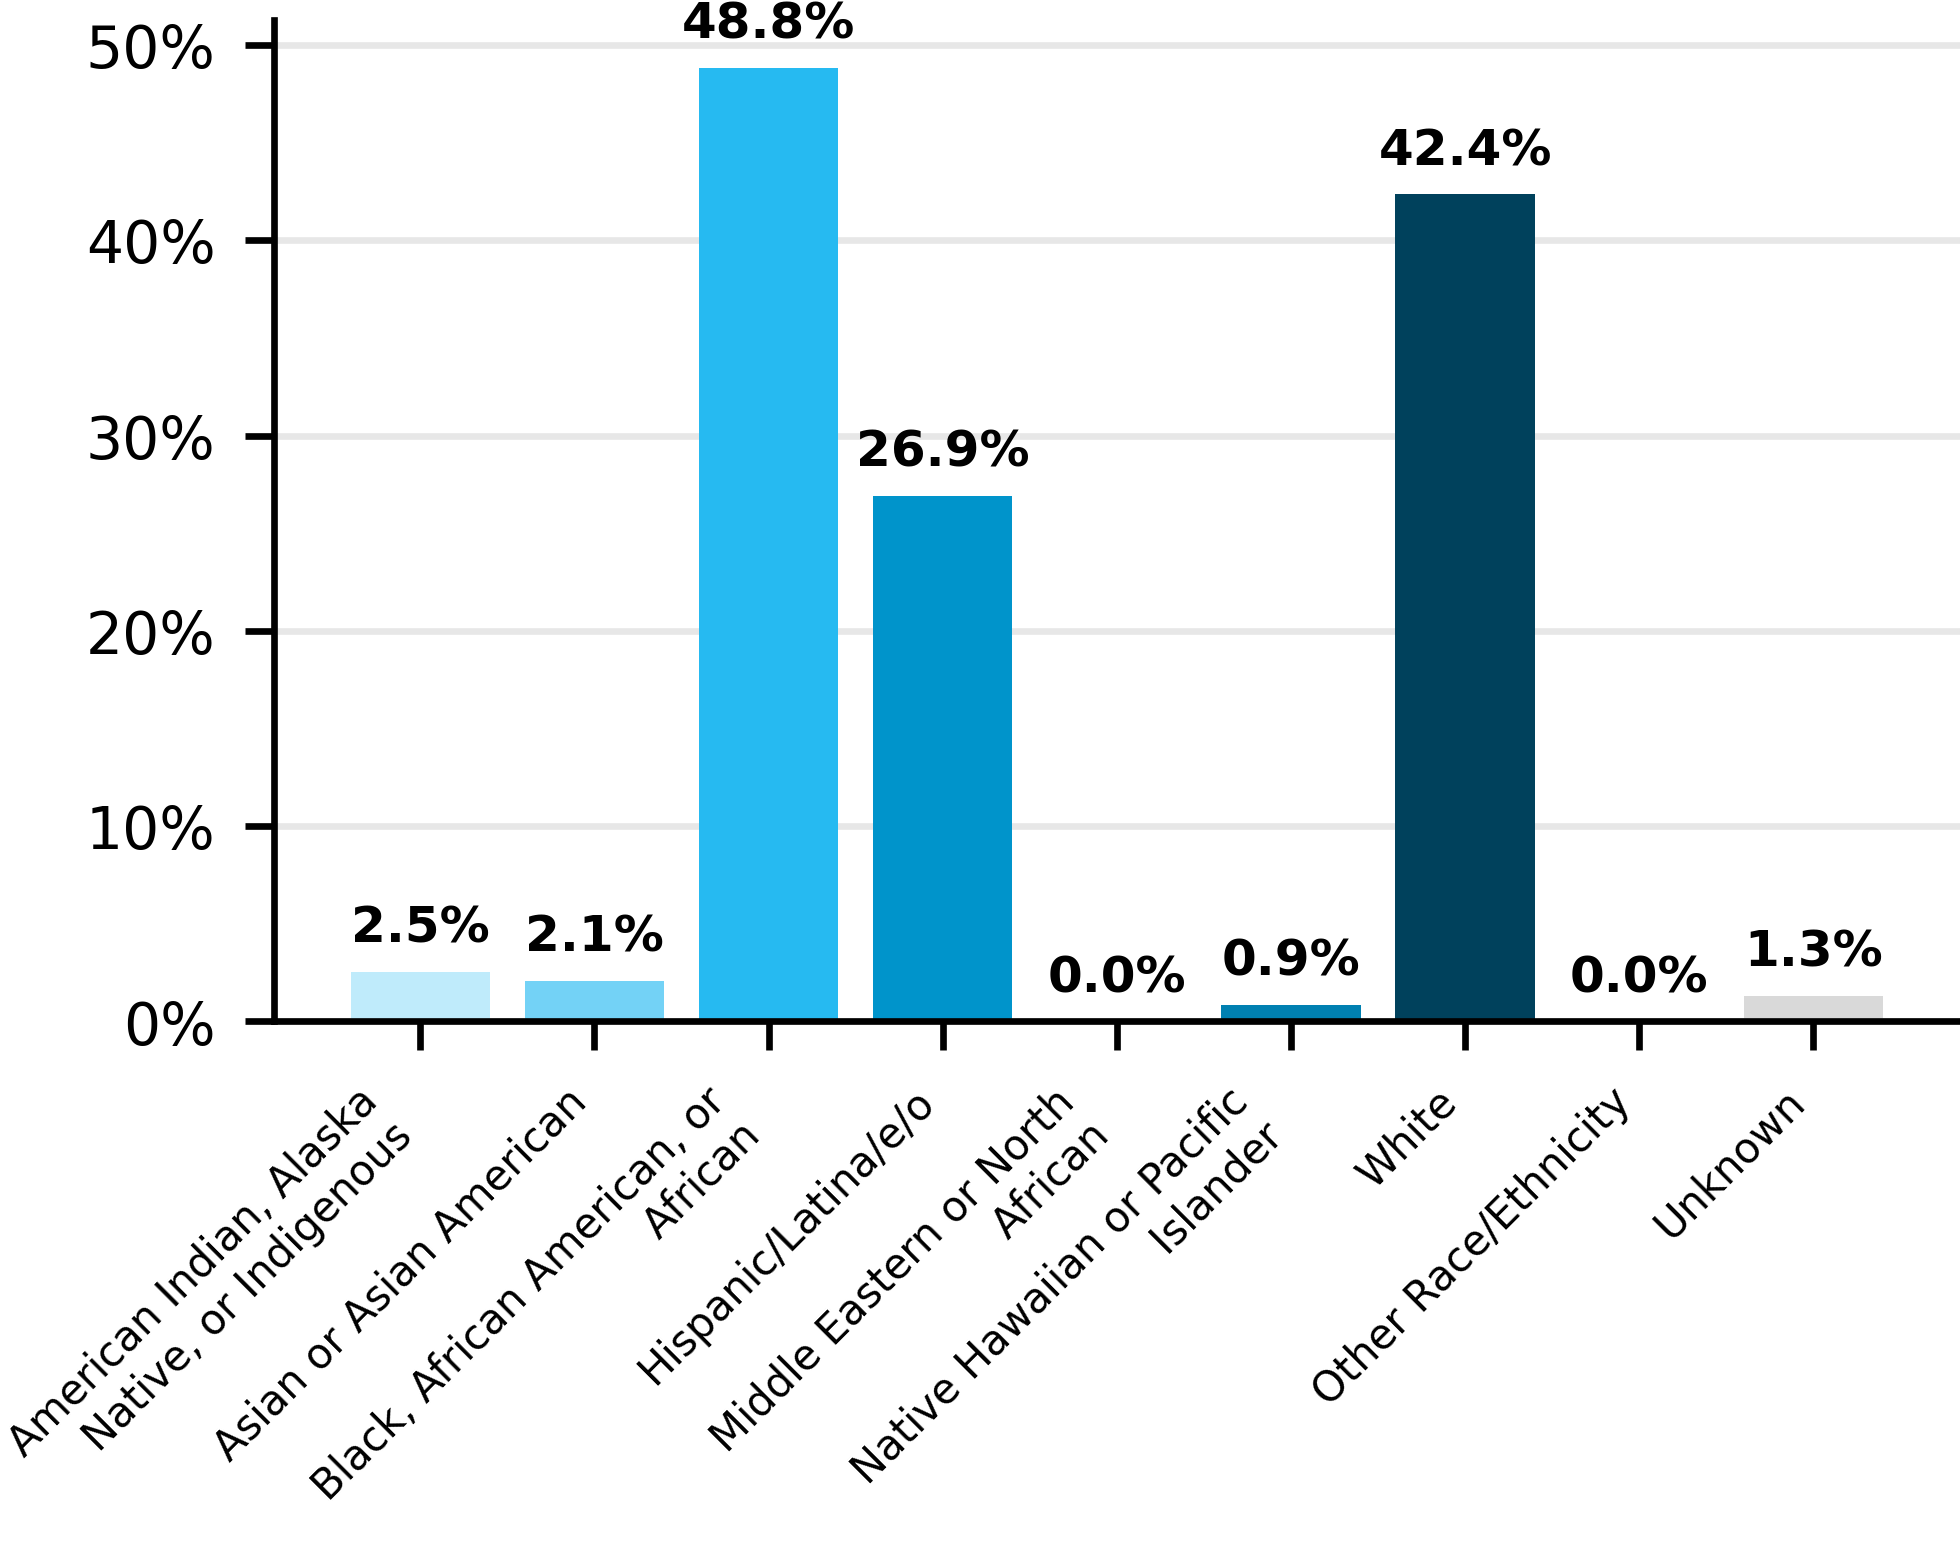 48.8%
50%
42.4%
40%
30%
26.9%
20%
10%
2.5%
2.1%
0.0%
0.9%
0.0%
1.3%
0%
American Indian, Alaska
Native, or Indigenous
Asian or Asian American
Black, African American, or
African
Hispanic/Latina/e/o
Middle Eastern or North
African
Native Hawaiian or Pacific
Islander
White
Other Race/Ethnicity
Unknown